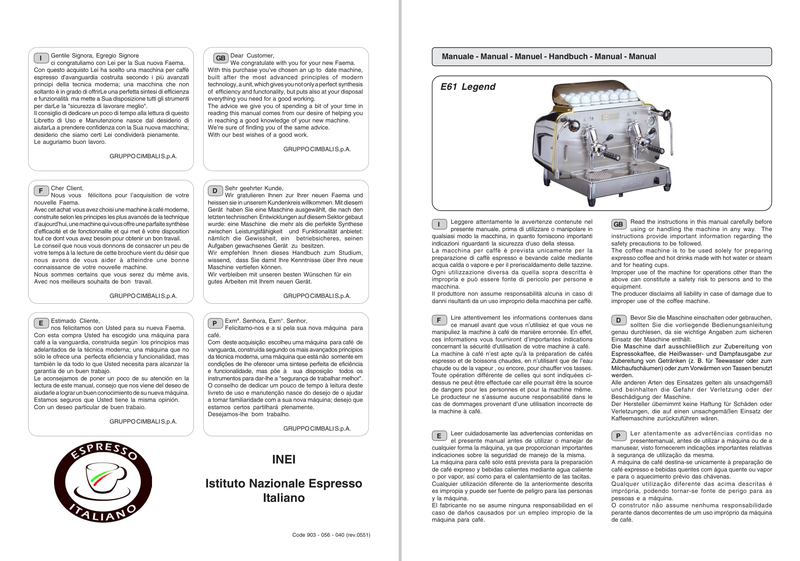 I
Gentile Signora, Egregio Signore
ci congratuliamo con Lei per la Sua nuova Faema.
Con questo acquisto Lei ha scelto una macchina per caffè
espresso d'avanguardia costruita secondo i più avanzati
principi della tecnica moderna; una macchina che non
soltanto è in grado di offrirLe una perfetta sintesi di efficienza
e funzionalità ma mette a Sua disposizione tutti gli strumenti
per darLe la "sicurezza di lavorare meglio".
Il consiglio di dedicare un poco di tempo alla lettura di questo
Libretto di Uso e Manutenzione nasce dal desiderio di
aiutarLa a prendere confidenza con la Sua nuova macchina;
desiderio che siamo certi Lei condividerà pienamente.
Le auguriamo buon lavoro.
GRUPPO CIMBALI S.p.A.
GB
Dear Customer,
We congratulate with you for your new Faema.
With this purchase you've chosen an up to date machine,
built after the most advanced principles of modern
technology, a unit, which gives you not only a perfect synthesis
of efficiency and functionality, but puts also at your disposal
everything you need for a good working.
The advice we give you of spending a bit of your time in
reading this manual comes from our desire of helping you
in reaching a good knowledge of your new machine.
We're sure of finding you of the same advice.
With our best wishes of a good work.
GRUPPO CIMBALI S.p.A.
F
Cher Client,
Nous vous félicitons pour l'acquisition de votre
nouvelle Faema.
Avec cet achat vous avez choisi une machine à café moderne,
construite selon les principes les plus avancés de la technique
d'aujourd'hui, une machine qui vous offre une parfaite synthèse
d'efficacité et de functionalité et qui met à votre disposition
tout ce dont vous avez besoin pour obtenir un bon travail.
Le conseil que nous vous donnons de consacrer un peu de
votre temps à la lecture de cette brochure vient du désir que
nous avons de vous aider à atteindre une bonne
connaissance de votre nouvelle machine.
Nous sommes certains que vous serez du même avis.
Avec nos meilleurs souhaits de bon travail.
GRUPPO CIMBALI S.p.A.
D
Sehr geehrter Kunde,
Wir gratulieren Ihnen zur Ihrer neuen Faema und
heissen sie in unserem Kundenkreis willkommen. Mit diesem
Gerät haben Sie eine Maschine ausgewählt, die nach den
letzten technischen Entwicklungen auf diesem Sektor gebaut
wurde: eine Maschine die mehr als die perfekte Synthese
zwischen Leistungsfähigkeit und Funktionalität anbietet:
nämlich die Gewissheit, ein betriebsicheres, seinen
Aufgaben gewachsenes Gerät zu besitzen.
Wir empfehlen Ihnen dieses Handbuch zum Studium,
wissend, dass Sie damit Ihre Kenntnisse über Ihre neue
Maschine vertiefen können.
Wir verbleiben mit unseren besten Wünschen für ein
gutes Arbeiten mit Ihrem neuen Gerät.
GRUPPO CIMBALI S.p.A.
E
Estimado Cliente,
nos felicitamos con Usted para su nueva Faema.
Con esta compra Usted ha escogido una máquina para
café a la vanguardia, construida según los principios mas
adelantados de la técnica moderna; una máquina que no
sólo le ofrece una perfecta eficiencia y funcionalidad, mas
también le da todo lo que Usted necesita para alcanzar la
garantía de un buen trabajo.
Le aconsejamos de poner un poco de su atención en la
lectura de este manual, consejo que nos viene del deseo de
ayudarle a lograr un buen conocimiento de su nueva máquina.
Estamos seguros que Usted tiene la misma opinión.
Con un deseo particular de buen trabajo.
GRUPPO CIMBALI S.p.A.
P
Exmª. Senhora, Exmº. Senhor,
Felicitamo-nos e a si pela sua nova máquina para
café.
Com deste acquisição escolheu uma máquina para café de
vanguarda, construída segundo os mais avançados principios
da técnica moderna, uma máquina que está não somente em
condições de lhe oferecer uma síntese perfeita de eficiência
e funcionalidade, mas põe à sua disposição todos os
instrumentos para dar-lhe a "segurança de trabalhar melhor".
O conselho de dedicar um pouco de tempo à leitura deste
livrete de uso e manutenção nasce do desejo de o ajudar
a tomar familiaridade com a sua nova máquina; desejo que
estamos certos partilhará plenamente.
Desejamos-lhe bom trabalho.
GRUPPO CIMBALI S.p.A.
ESPRESSO
ITALIANO
INEI
Istituto Nazionale Espresso
Italiano
Code 903 - 056 - 040 (rev.0551)
Manuale - Manual - Manuel - Handbuch - Manual - Manual
E61 Legend
I
Leggere attentamente le avvertenze contenute nel
presente manuale, prima di utilizzare o manipolare in
qualsiasi modo la macchina, in quanto forniscono importanti
indicazioni riguardanti la sicurezza d'uso della stessa.
La macchina per caffè è prevista unicamente per la
preparazione di caffè espresso e bevande calde mediante
acqua calda o vapore e per il preriscaldamento delle tazzine.
Ogni utilizzazione diversa da quella sopra descritta è
impropria e può essere fonte di pericolo per persone e
macchina.
Il produttore non assume responsabilità alcuna in caso di
danni risultanti da un uso improprio della macchina per caffè.
GB
Read the instructions in this manual carefully before
using or handling the machine in any way. The
instructions provide important information regarding the
safety precautions to be followed.
The coffee machine is to be used solely for preparing
expresso coffee and hot drinks made with hot water or steam
and for heating cups.
Improper use of the machine for operations other than the
above can constitute a safety risk to persons and to the
equipment.
The producer disclaims all liability in case of damage due to
improper use of the coffee machine.
F
Lire attentivement les informations contenues dans
ce manuel avant que vous n'utilisiez et que vous ne
manipuliez la machine à café de manière erronée. En effet,
ces informations vous fourniront d'importantes indications
concernant la sécurité d'utilisation de votre machine à café.
La machine à café n'est apte qu'à la préparation de cafés
espresso et de boissons chaudes, en n'utilisant que de l'eau
chaude ou de la vapeur , ou encore, pour chauffer vos tasses.
Toute opération différente de celles qui sont indiquées ci-
dessus ne peut être effectuée car elle pourrait être la source
de dangers pour les personnes et pour la machine même.
Le producteur ne s'assume aucune responsabilité dans le
cas de dommages provenant d'une utilisation incorrecte de
la machine à café.
D
Bevor Sie die Maschine einschalten oder gebrauchen,
sollten Sie die vorliegende Bedienungsanleitung
genau durchlesen, da sie wichtige Angaben zum sicheren
Einsatz der Maschine enthält.
Die Maschine darf ausschließlich zur Zubereitung von
Espressokaffee, die Heißwasser- und Dampfausgabe zur
Zubereitung von Getränken (z. B. für Teewasser oder zum
Milchaufschäumen) oder zum Vorwärmen von Tassen benutzt
werden.
Alle anderen Arten des Einsatzes gelten als unsachgemäß
und beinhalten die Gefahr der Verletzung oder der
Beschädigung der Maschine.
Der Hersteller übernimmt keine Haftung für Schäden oder
Verletzungen, die auf einen unsachgemäßen Einsatz der
Kaffeemaschine zurückzuführen wären.
E
Leer cuidadosamente las advertencias contenidas en
el presente manual antes de utilizar o manejar de
cualquier forma la máquina, ya que proporcionan importantes
indicaciones sobre la seguridad de manejo de la misma.
La máquina para café sólo está prevista para la preparación
de café expreso y bebidas calientes mediante agua caliente
o por vapor, así como para el calentamiento de las tacitas.
Cualquier utilización diferente de la anteriormente descrita
es impropia y puede ser fuente de peligro para las personas
y la máquina.
El fabricante no se asume ninguna responsabilidad en el
caso de daños causados por un empleo impropio de la
máquina para café.
P
Ler atentamente as advertências contidas no
presentemanual, antes de utilizar a máquina ou de a
manusear, visto fornecerem indicações importantes relativas
à segurança de utilização da mesma.
A máquina de café destina-se unicamente à preparação de
café expresso e bebidas quentes com água quente ou vapor
e para o aquecimento prévio das chávenas.
Qualquer utilização diferente das acima descritas é
imprópria, podendo tornar-se fonte de perigo para as
pessoas e a máquina.
O construtor não assume nenhuma responsabilidade
perante danos decorrentes de um uso impróprio da máquina
de café.